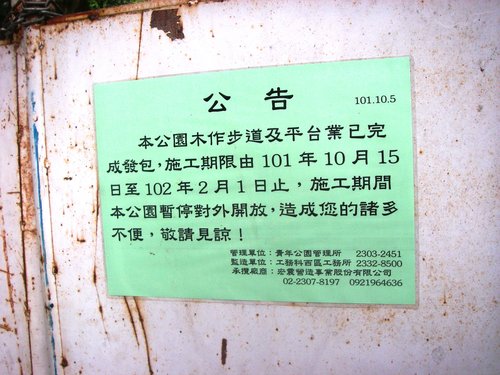 公 告
101.10.5
本公園木作步道及平台業已完
成發包，施工期限由 101 年 10 月 15
日至 102 年 2 月 1 日止，施工期間
本公園暫停對外開放，造成您的諸多
不便，敬請見諒！
管理單位：青年公園管理所 2303-2451
監造單位：工務科西區工務所 2332-8500
承攬廠商：宏震營造事業股份有限公司
02-2307-8197 0921964636